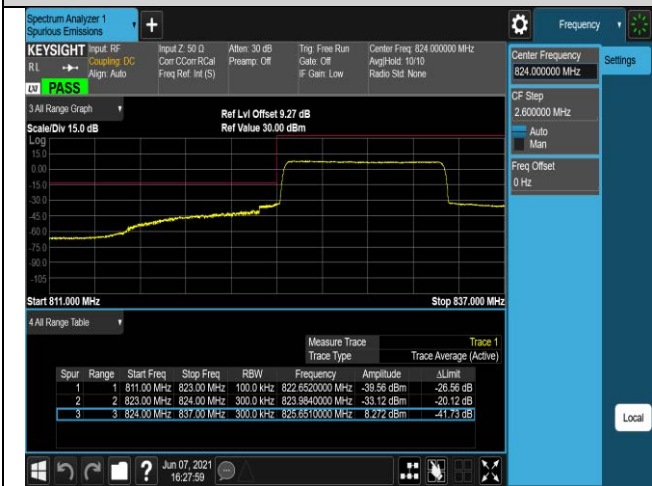 Spectrum Analyzer 1
Spurious Emissions
Frequency
KEYSIGHT Input: RF Input Z: 50 Ω Atten: 30 dB Trig: Free Run Center Freq: 824.000000 MHz
RL Coupling: DC Corr CCorr RCal Preamp: Off Gate: Off Avg|Hold: 10/10
Align: Auto Freq Ref: Int (S) IF Gain: Low Radio Std: None
LXI PASS
Center Frequency
824.000000 MHz
Settings
CF Step
2.600000 MHz
Auto
Man
Freq Offset
0 Hz
3 All Range Graph
Ref Lvl Offset 9.27 dB
Scale/Div 15.0 dB Ref Value 30.00 dBm
Log
15.0
0.00
-15.0
-30.0
-45.0
-60.0
-75.0
-90.0
-105
Start 811.000 MHz Stop 837.000 MHz
4 All Range Table
Measure Trace Trace 1
Trace Type Trace Average (Active)
Spur Range Start Freq Stop Freq RBW Frequency Amplitude ΔLimit
1 1 811.00 MHz 823.00 MHz 100.0 kHz 822.6520000 MHz -39.56 dBm -26.56 dB
2 2 823.00 MHz 824.00 MHz 300.0 kHz 823.9840000 MHz -33.12 dBm -20.12 dB
3 3 824.00 MHz 837.00 MHz 300.0 kHz 825.6510000 MHz 8.272 dBm -41.73 dB
Local
? Jun 07, 2021
16:27:59